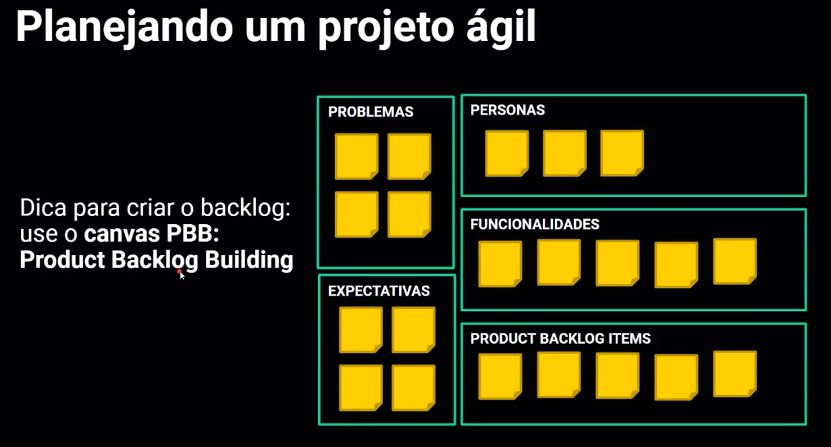 Planejando um projeto ágil
Dica para criar o backlog:
use o canvas PBB:
Product Backlog Building
PROBLEMAS
EXPECTATIVAS
PERSONAS
FUNCIONALIDADES
PRODUCT BACKLOG ITEMS